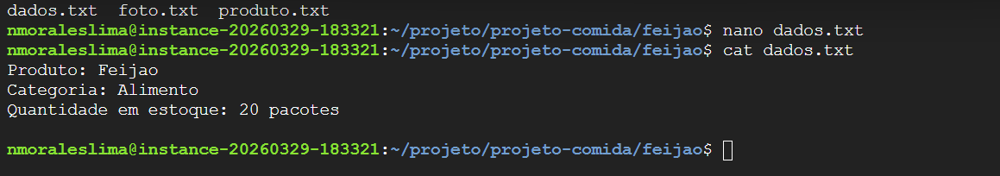 dados.txt  foto.txt  produto.txt
nmoraleslima@instance-20260329-183321:~/projeto/projeto-comida/feijao$ nano dados.txt
nmoraleslima@instance-20260329-183321:~/projeto/projeto-comida/feijao$ cat dados.txt
Produto: Feijao
Categoria: Alimento
Quantidade em estoque: 20 pacotes
nmoraleslima@instance-20260329-183321:~/projeto/projeto-comida/feijao$